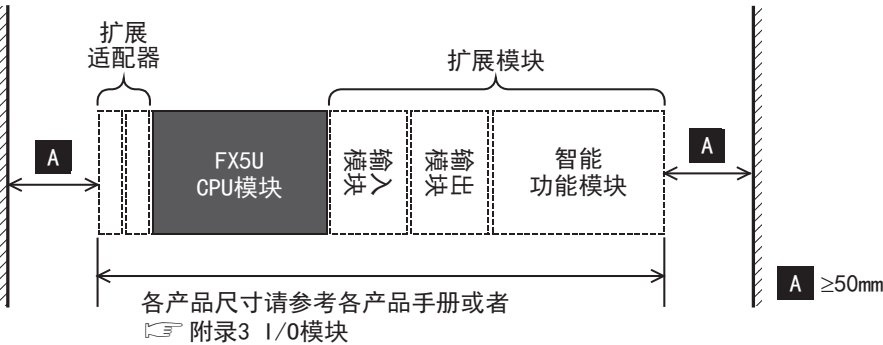 扩展
适配器
扩展模块
A
FX5U
CPU模块
输入
模块
输出
模块
智能
功能模块
A
各产品尺寸请参考各产品手册或者
☞ 附录3 I/O模块
A ≥50mm